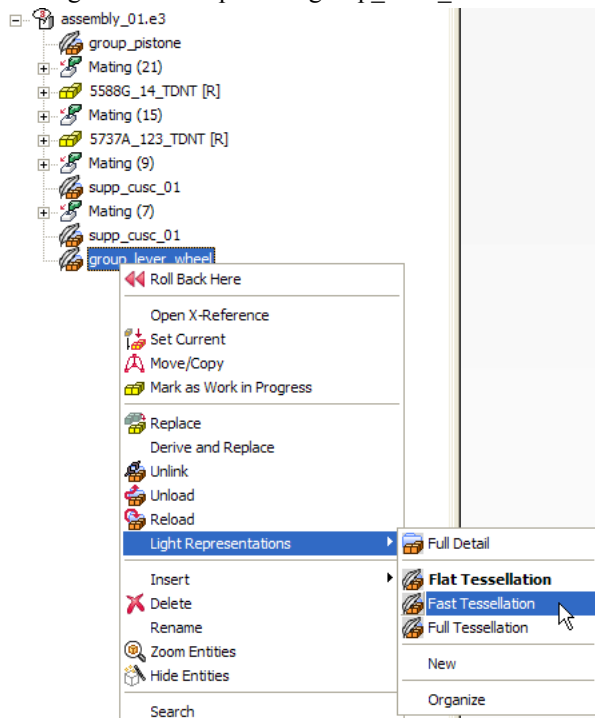 assembly_01.e3
group_pistone
Mating (21)
5588G_14_TDNT [R]
Mating (15)
5737A_123_TDNT [R]
Mating (9)
supp_cusc_01
Mating (7)
supp_cusc_01
group_lever_wheel
Roll Back Here
Open X-Reference
Set Current
Move/Copy
Mark as Work in Progress
Replace
Derive and Replace
Unlink
Unload
Reload
Light Representations
Full Detail
Insert
Flat Tessellation
Delete
Fast Tessellation
Rename
Full Tessellation
Zoom Entities
Hide Entities
New
Search
Organize